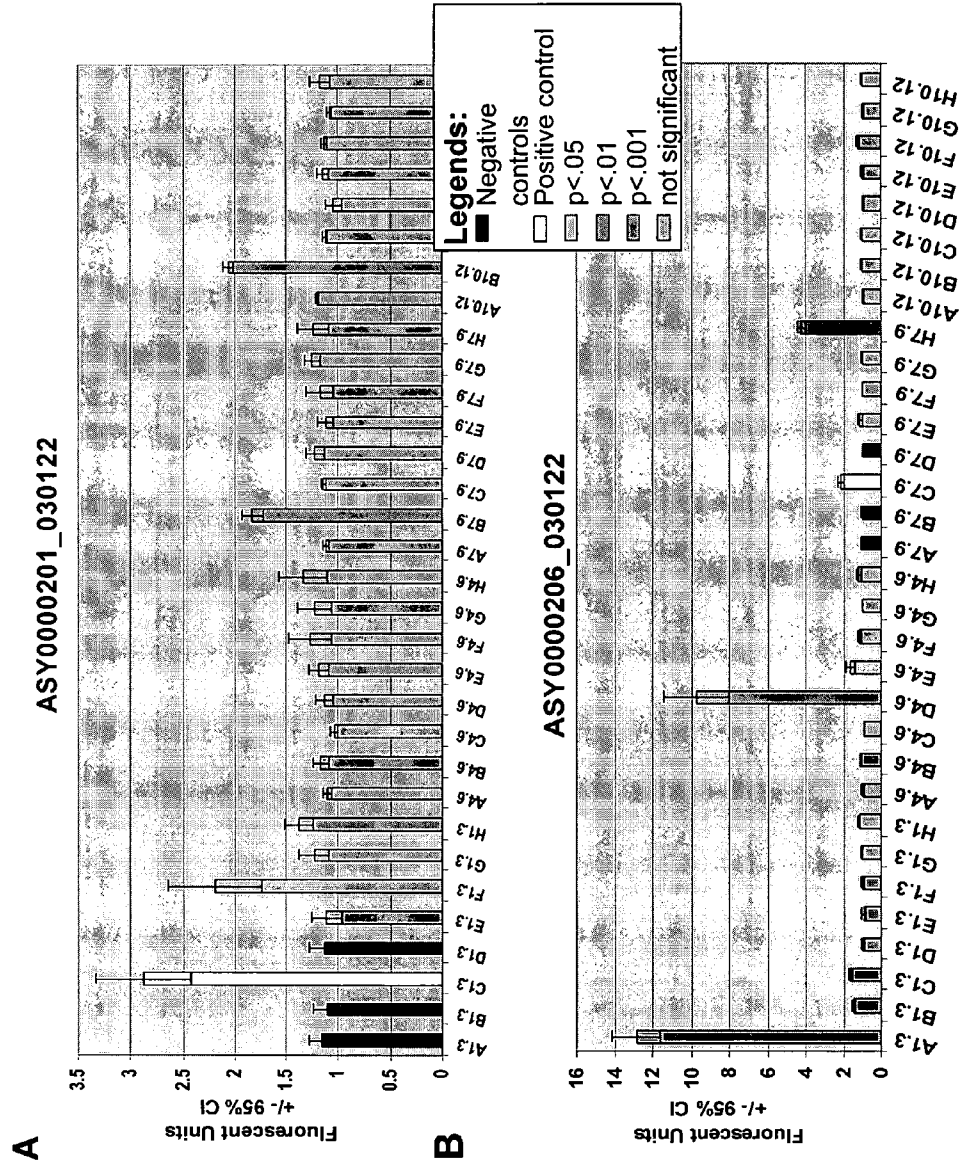 A
ASY0000201_030122
Fluorescent Units
+/- 95% CI
3.5
3
2.5
2
1.5
1
0.5
0
A1.3
B1.3
C1.3
D1.3
E1.3
F1.3
G1.3
H1.3
A4.6
B4.6
C4.6
D4.6
E4.6
F4.6
G4.6
H4.6
A7.9
B7.9
C7.9
D7.9
E7.9
F7.9
G7.9
H7.9
A10.12
B10.12
Legends:
Negative
controls
Positive control
p<.05
p<.01
p<.001
not significant
B
ASY0000206_030122
Fluorescent Units
+/- 95% CI
16
14
12
10
8
6
4
2
0
A1.3
B1.3
C1.3
D1.3
E1.3
F1.3
G1.3
H1.3
A4.6
B4.6
C4.6
D4.6
E4.6
F4.6
G4.6
H4.6
A7.9
B7.9
C7.9
D7.9
E7.9
F7.9
G7.9
H7.9
A10.12
B10.12
C10.12
D10.12
E10.12
F10.12
G10.12
H10.12